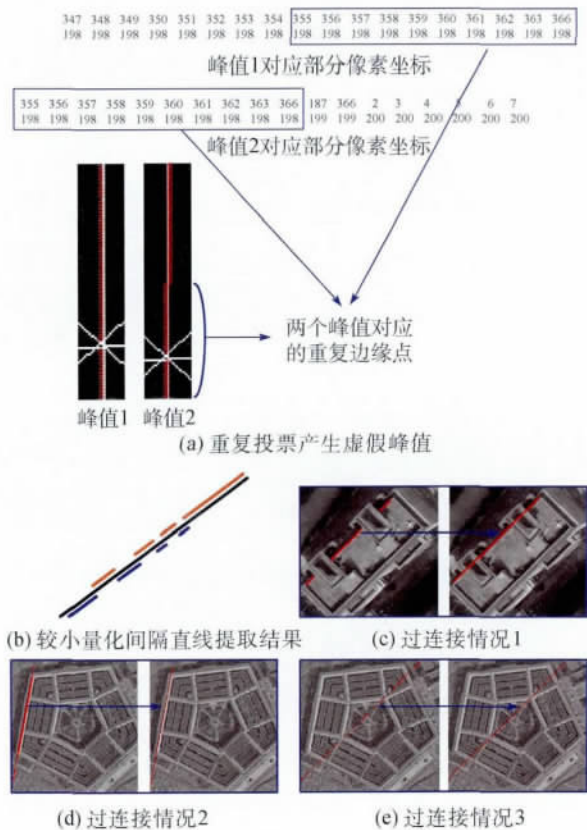 347 348 349 350 351 352 353 354 355 356 357 358 359 360 361 362 363 366
198 198 198 198 198 198 198 198 198 198 198 198 198 198 198 198 198 198
峰值1对应部分像素坐标
355 356 357 358 359 360 361 362 363 366 187 366 2 3 4 5 6 7
198 198 198 198 198 198 198 198 198 198 199 199 200 200 200 200 200 200
峰值2对应部分像素坐标
两个峰值对应
的重复边缘点
峰值1 峰值2
(a) 重复投票产生虚假峰值
(b) 较小量化间隔直线提取结果
(c) 过连接情况1
(d) 过连接情况2
(e) 过连接情况3